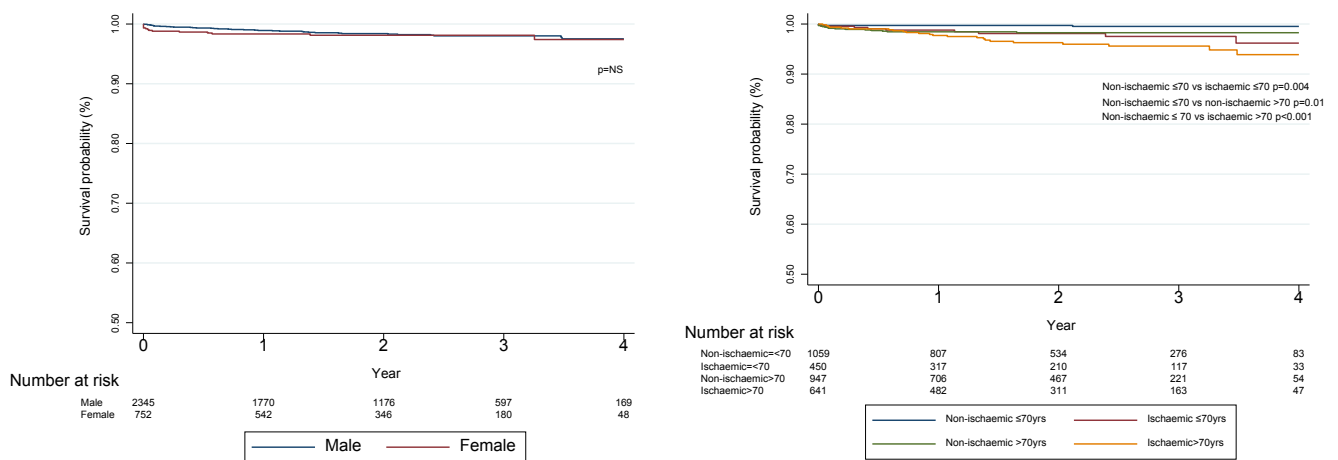 1.00
0.90
0.80
0.70
0.60
0.50
Survival probability (%)
p=NS
0 1 2 3 4
Year
Number at risk
Male 2345 1770 1176 597 169
Female 752 542 346 180 48
Male Female
1.00
0.90
0.80
0.70
0.60
0.50
Survival probability (%)
Non-ischaemic ≤70 vs ischaemic ≤70 p=0.004
Non-ischaemic ≤70 vs non-ischaemic >70 p=0.01
Non-ischaemic ≤ 70 vs ischaemic >70 p<0.001
0 1 2 3 4
Year
Number at risk
Non-ischaemic=<70 1059 807 534 276 83
Ischaemic=<70 450 317 210 117 33
Non-ischaemic>70 947 706 467 221 54
Ischaemic>70 641 482 311 163 47
Non-ischaemic ≤70yrs Ischaemic ≤70yrs
Non-ischaemic >70yrs Ischaemic>70yrs